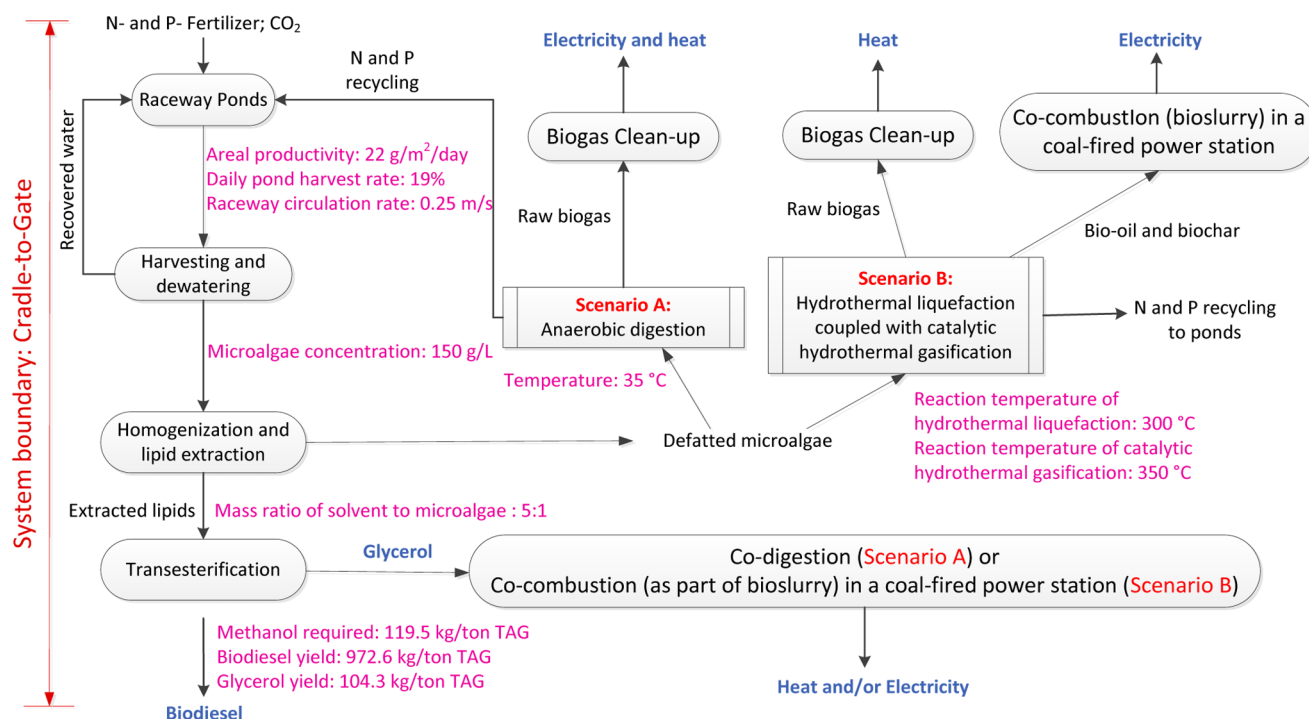 System boundary: Cradle-to-Gate
N- and P- Fertilizer; CO₂
Raceway Ponds
Recovered water
N and P
recycling
Areal productivity: 22 g/m²/day
Daily pond harvest rate: 19%
Raceway circulation rate: 0.25 m/s
Harvesting and
dewatering
Microalgae concentration: 150 g/L
Homogenization and
lipid extraction
Extracted lipids
Mass ratio of solvent to microalgae : 5:1
Transesterification
Glycerol
Methanol required: 119.5 kg/ton TAG
Biodiesel yield: 972.6 kg/ton TAG
Glycerol yield: 104.3 kg/ton TAG
Biodiesel
Electricity and heat
Biogas Clean-up
Raw biogas
Scenario A:
Anaerobic digestion
Temperature: 35 °C
Defatted microalgae
Heat
Biogas Clean-up
Raw biogas
Electricity
Co-combustIon (bioslurry) in a
coal-fired power station
Bio-oil and biochar
Scenario B:
Hydrothermal liquefaction
coupled with catalytic
hydrothermal gasification
N and P recycling
to ponds
Reaction temperature of
hydrothermal liquefaction: 300 °C
Reaction temperature of catalytic
hydrothermal gasification: 350 °C
Co-digestion (Scenario A) or
Co-combustion (as part of bioslurry) in a coal-fired power station (Scenario B)
Heat and/or Electricity